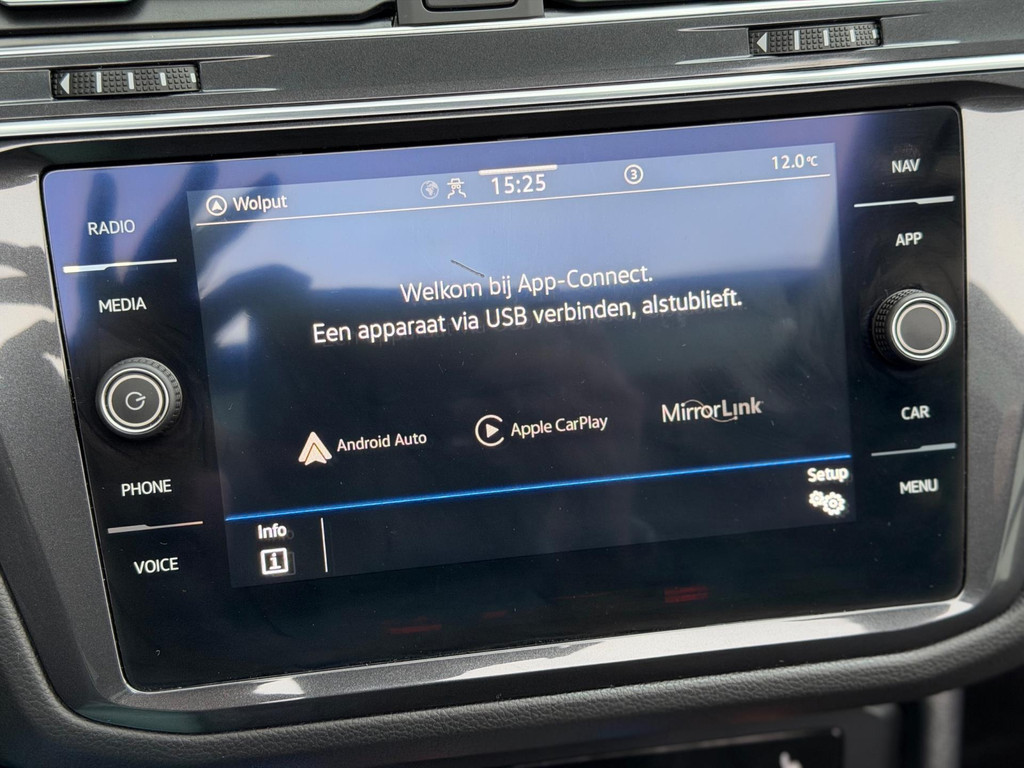 RADIO
MEDIA
PHONE
VOICE
Wolput
15:25
3
12.0°C
Welkom bij App-Connect.
Een apparaat via USB verbinden, alstublieft.
Android Auto
Apple CarPlay
MirrorLink
Info
i
Setup
NAV
APP
CAR
MENU